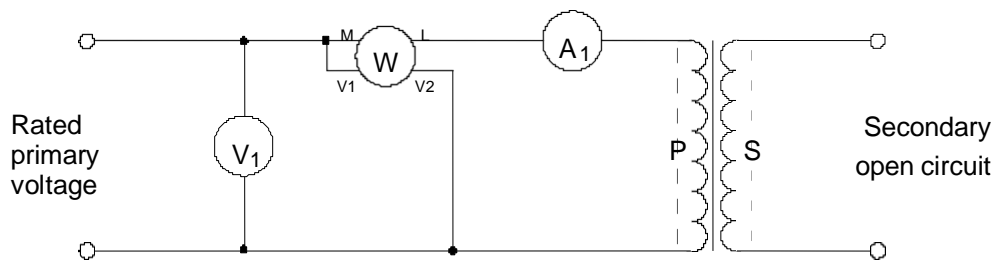 M
L
A1
W
V1
V2
Rated
primary
voltage
V1
P
S
Secondary
open circuit